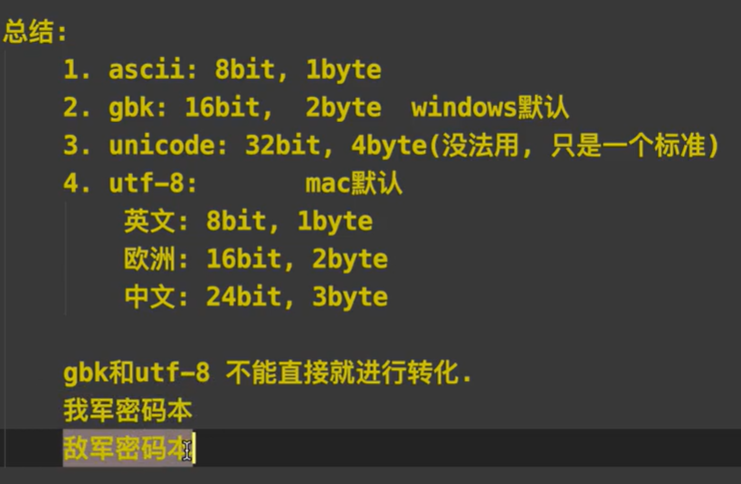 总结:
1. ascii: 8bit, 1byte
2. gbk: 16bit, 2byte windows默认
3. unicode: 32bit, 4byte(没法用, 只是一个标准)
4. utf-8: mac默认
英文: 8bit, 1byte
欧洲: 16bit, 2byte
中文: 24bit, 3byte
gbk和utf-8 不能直接就进行转化.
我军密码本
敌军密码本